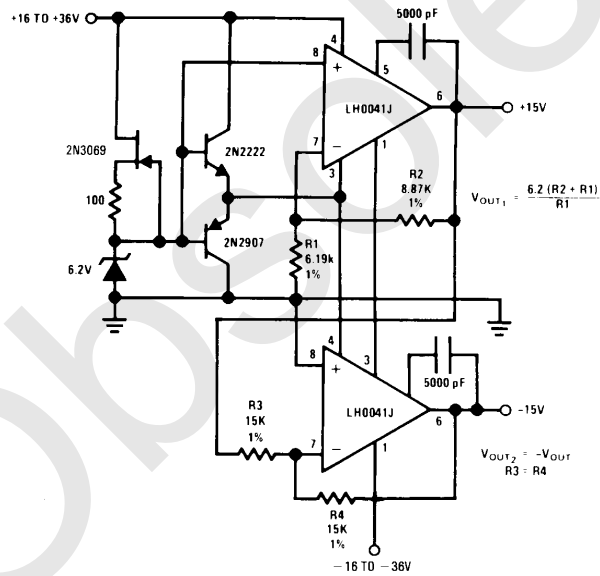 +16 TO +36V
5000 pF
4
8
5
+
LH0041J
6
+15V
7
−
1
3
2N3069
2N2222
100
2N2907
R2
8.87K
1%
V_OUT1 = 6.2 (R2 + R1)
R1
R1
6.19k
1%
6.2V
4
8
3
+
5000 pF
LH0041J
6
-15V
R3
15K
1%
7
−
1
V_OUT2 = -V_OUT
R3 = R4
R4
15K
1%
−16 TO −36V
Obsolete